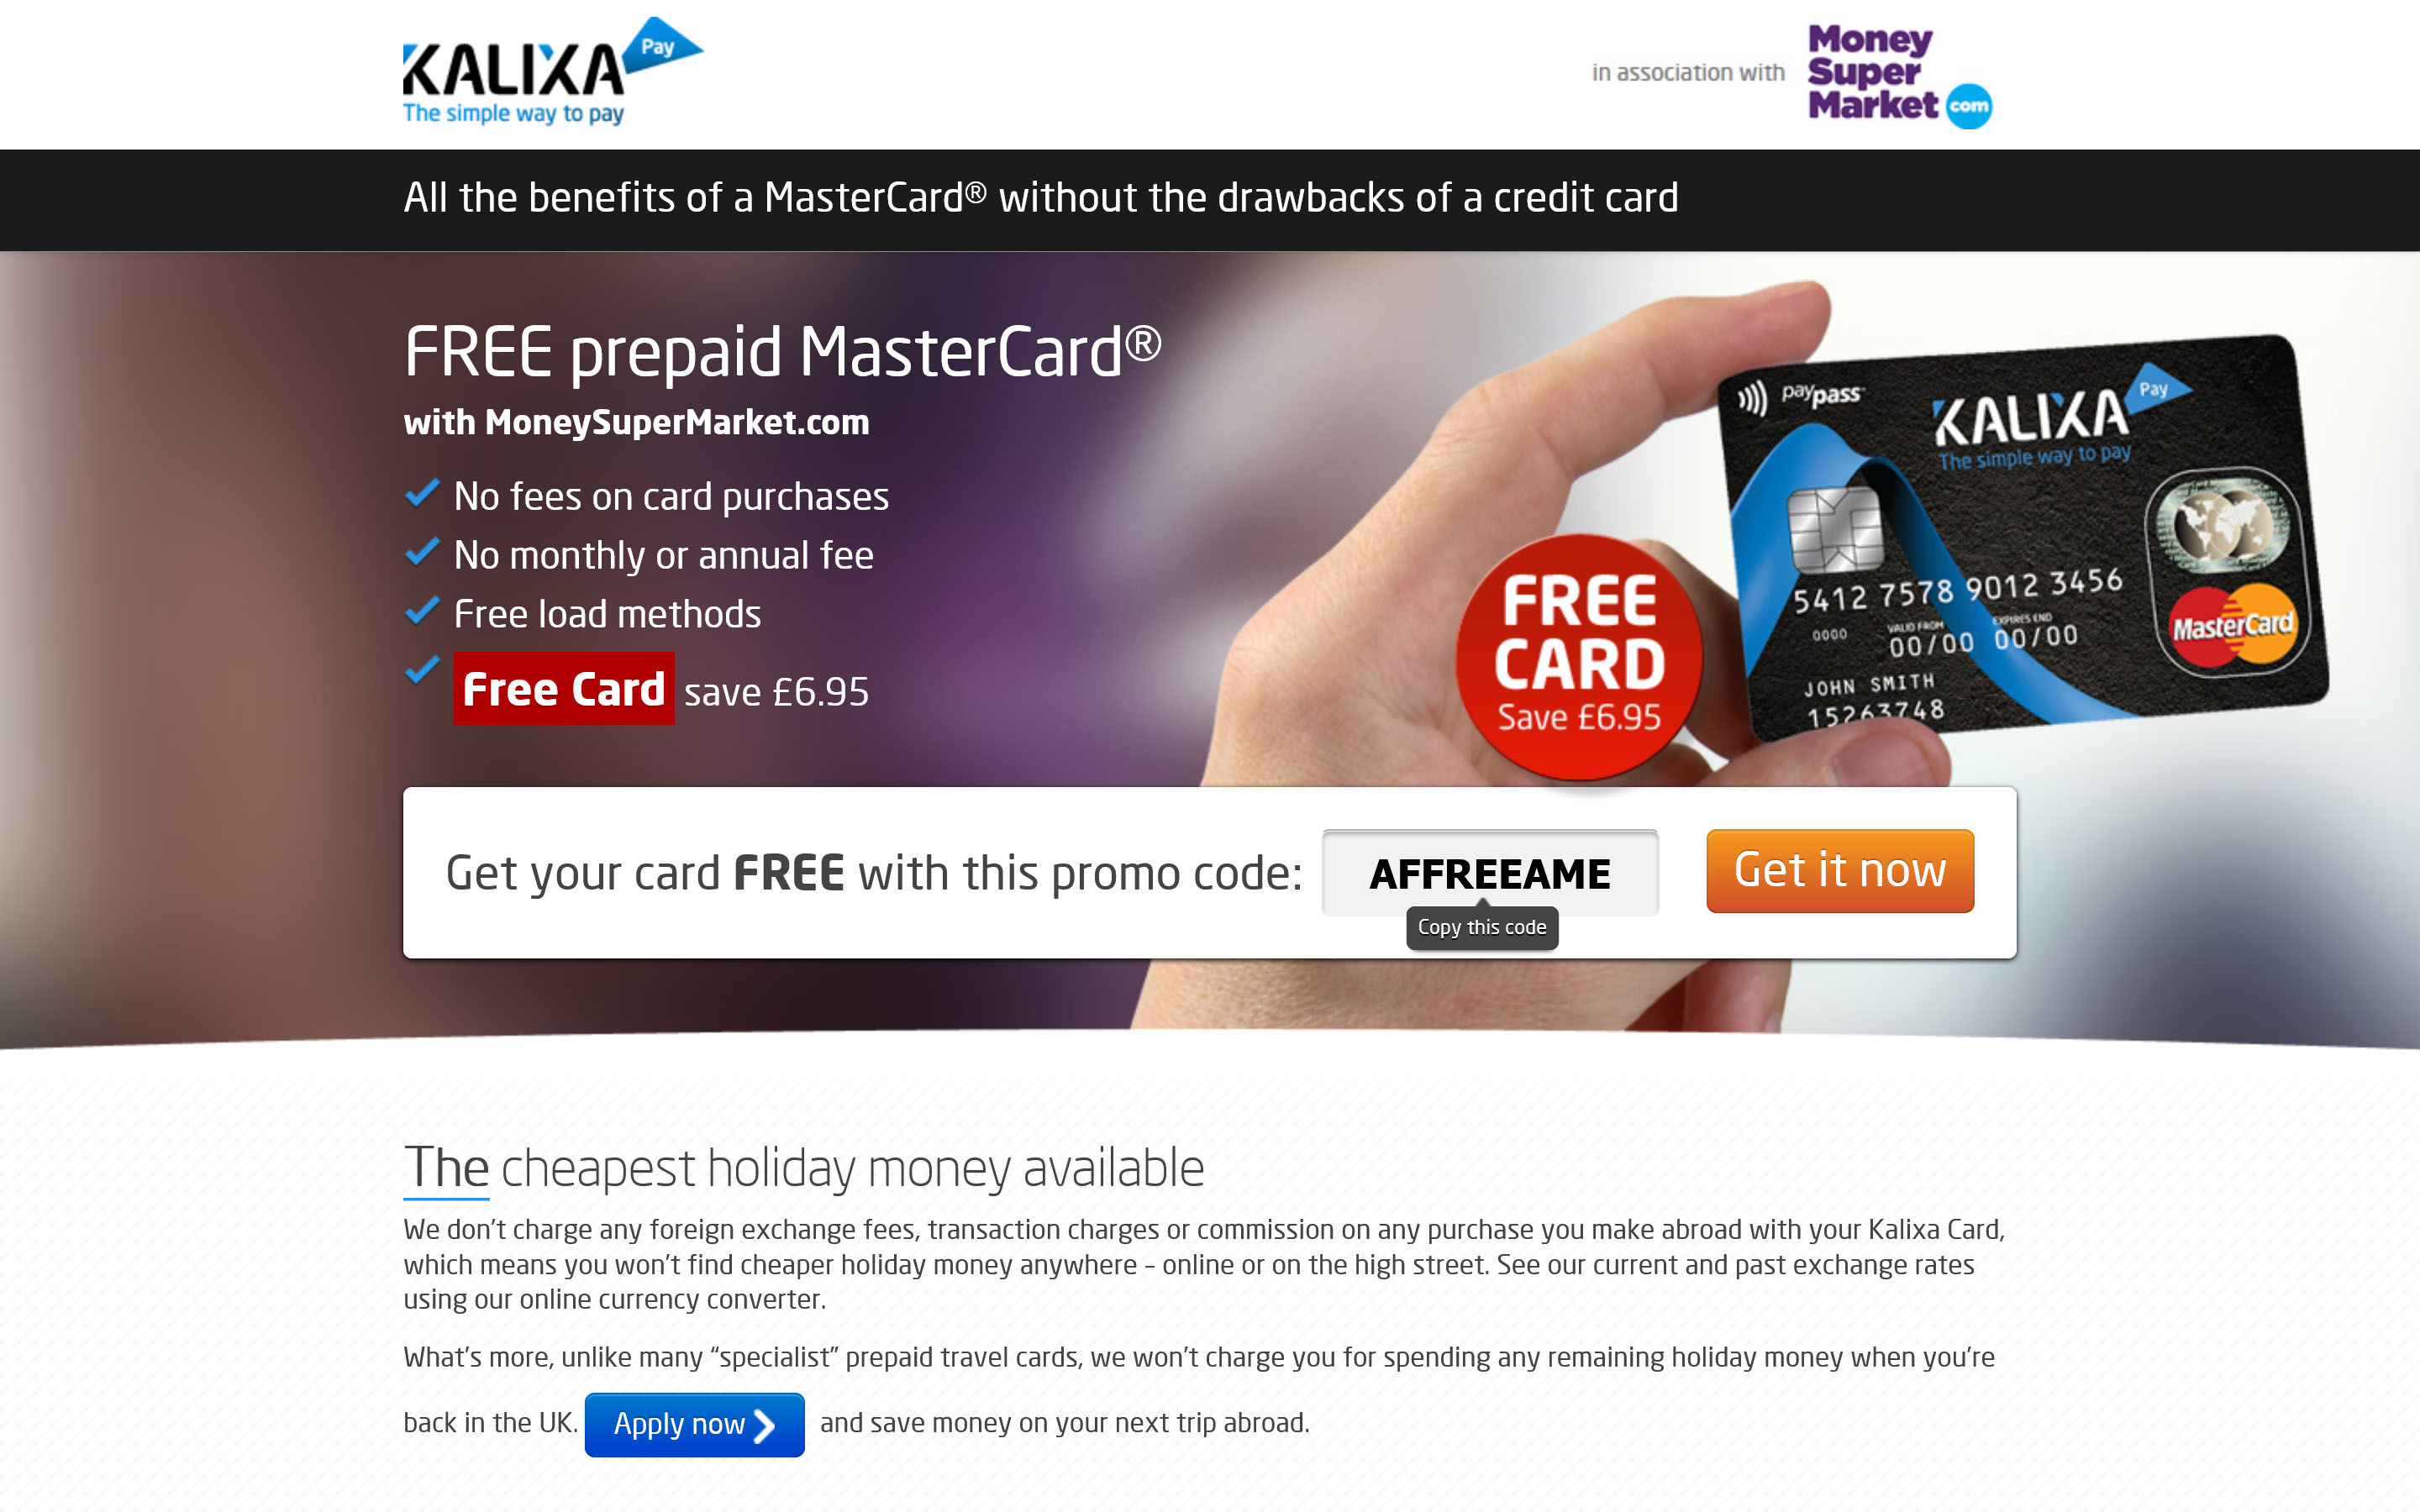 KALIXA Pay
The simple way to pay
in association with
Money
Super
Market com
All the benefits of a MasterCard® without the drawbacks of a credit card
FREE prepaid MasterCard®
with MoneySuperMarket.com
No fees on card purchases
No monthly or annual fee
Free load methods
Free Card save £6.95
FREE
CARD
Save £6.95
paypass
KALIXA Pay
The simple way to pay
5412 7578 9012 3456
0000 VALID FROM 00/00 EXPIRES END 00/00
JOHN SMITH
15263748
MasterCard
Get your card FREE with this promo code: AFFREEAME Get it now
Copy this code
The cheapest holiday money available
We don't charge any foreign exchange fees, transaction charges or commission on any purchase you make abroad with your Kalixa Card,
which means you won't find cheaper holiday money anywhere – online or on the high street. See our current and past exchange rates
using our online currency converter.
What's more, unlike many “specialist” prepaid travel cards, we won't charge you for spending any remaining holiday money when you're
back in the UK. Apply now and save money on your next trip abroad.